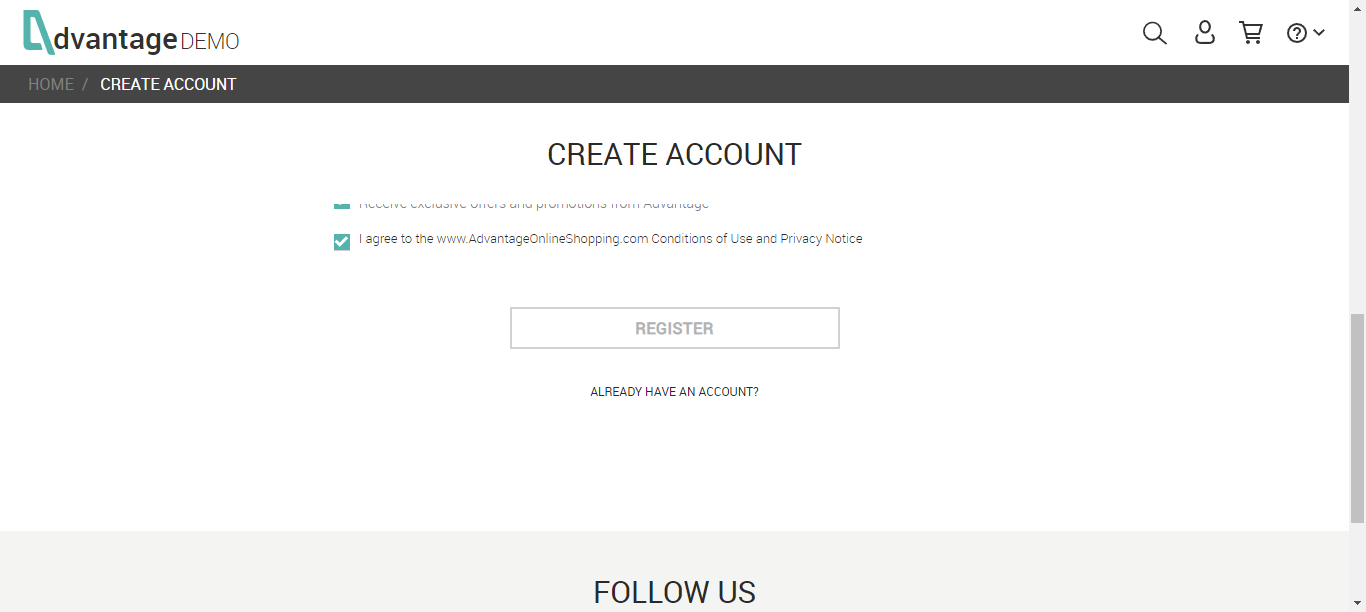 dvantage DEMO
HOME / CREATE ACCOUNT
CREATE ACCOUNT
Receive exclusive offers and promotions from Advantage
I agree to the www.AdvantageOnlineShopping.com Conditions of Use and Privacy Notice
REGISTER
ALREADY HAVE AN ACCOUNT?
FOLLOW US